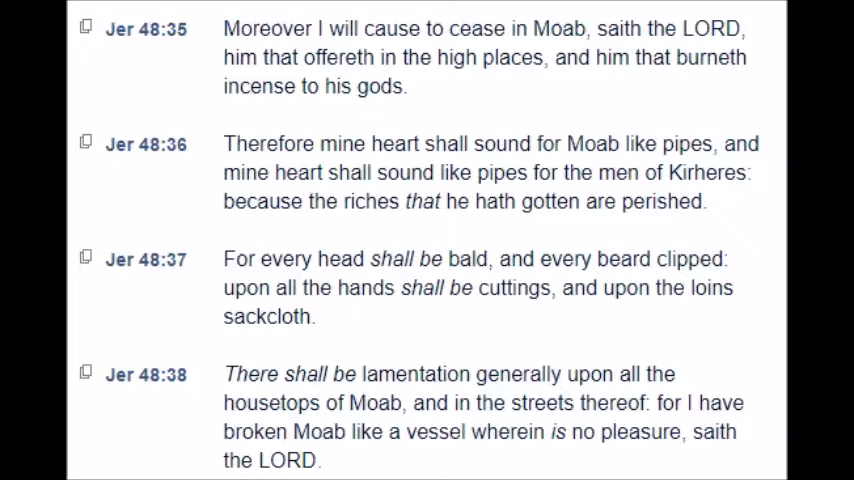 Jer 48:35 Moreover I will cause to cease in Moab, saith the LORD,
him that offereth in the high places, and him that burneth
incense to his gods.
Jer 48:36 Therefore mine heart shall sound for Moab like pipes, and
mine heart shall sound like pipes for the men of Kirheres:
because the riches that he hath gotten are perished.
Jer 48:37 For every head shall be bald, and every beard clipped:
upon all the hands shall be cuttings, and upon the loins
sackcloth.
Jer 48:38 There shall be lamentation generally upon all the
housetops of Moab, and in the streets thereof: for I have
broken Moab like a vessel wherein is no pleasure, saith
the LORD.